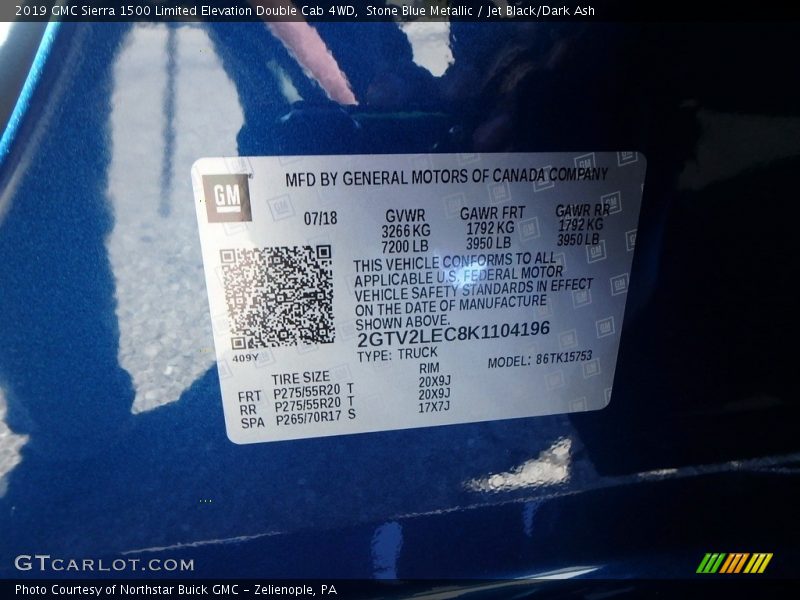 2019 GMC Sierra 1500 Limited Elevation Double Cab 4WD, Stone Blue Metallic / Jet Black/Dark Ash
GM
MFD BY GENERAL MOTORS OF CANADA COMPANY
07/18 GVWR GAWR FRT GAWR RR
3266 KG 1792 KG 1792 KG
7200 LB 3950 LB 3950 LB
THIS VEHICLE CONFORMS TO ALL
APPLICABLE U.S. FEDERAL MOTOR
VEHICLE SAFETY STANDARDS IN EFFECT
ON THE DATE OF MANUFACTURE
SHOWN ABOVE.
2GTV2LEC8K1104196
409Y TYPE: TRUCK MODEL: 86TK15753
TIRE SIZE RIM
FRT P275/55R20 T 20X9J
RR P275/55R20 T 20X9J
SPA P265/70R17 S 17X7J
GTCARLOT.COM
Photo Courtesy of Northstar Buick GMC - Zelienople, PA